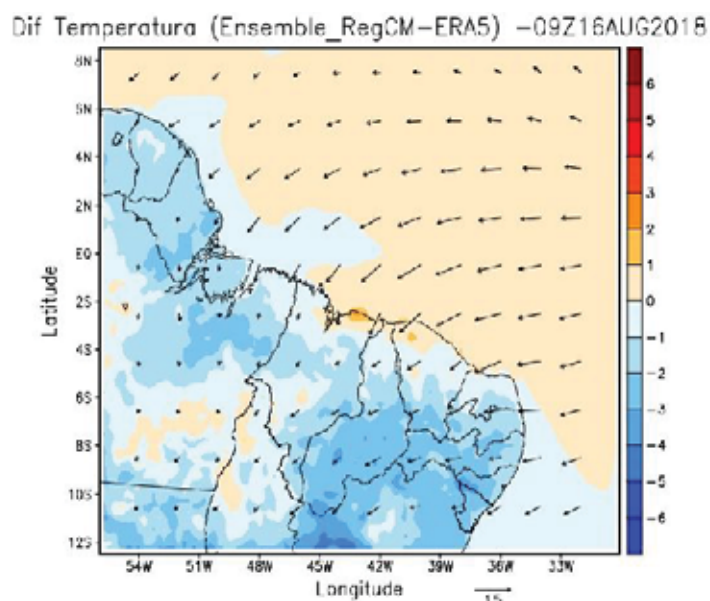 Dif Temperatura (Ensemble_RegCM-ERA5) -09Z16AUG2018
8N
6N
4N
2N
EQ
2S
4S
6S
8S
10S
12S
Latitude
54W 51W 48W 45W 42W 39W 36W 33W
Longitude
15
6
5
4
3
2
1
0
-1
-2
-3
-4
-5
-6